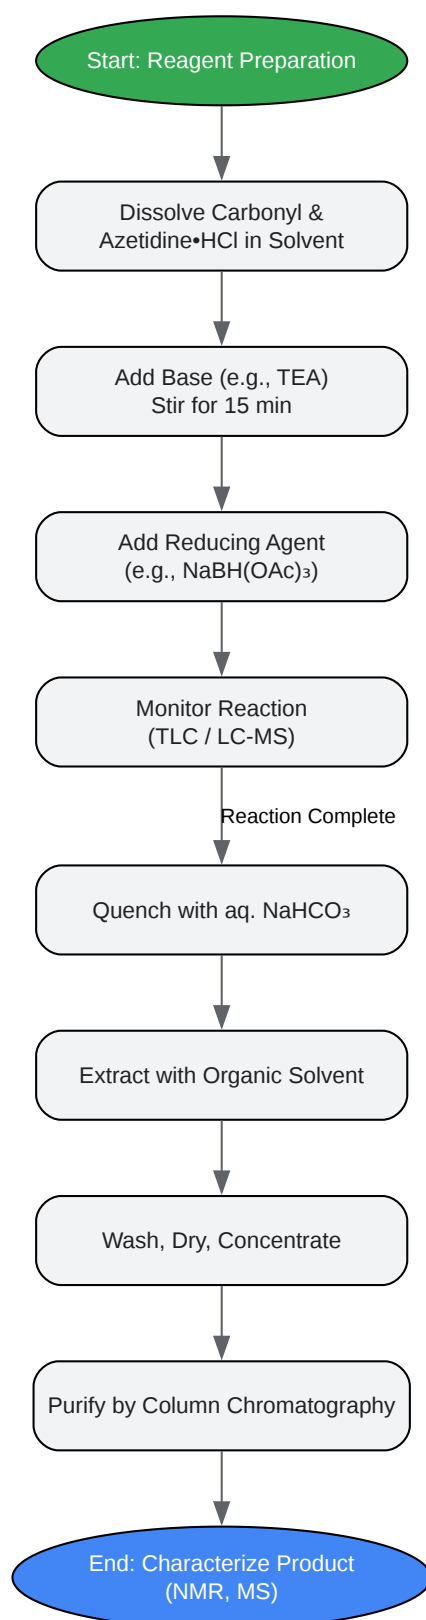 Start: Reagent Preparation
Dissolve Carbonyl &
Azetidine•HCl in Solvent
Add Base (e.g., TEA)
Stir for 15 min
Add Reducing Agent
(e.g., NaBH(OAc)₃)
Monitor Reaction
(TLC / LC-MS)
Reaction Complete
Quench with aq. NaHCO₃
Extract with Organic Solvent
Wash, Dry, Concentrate
Purify by Column Chromatography
End: Characterize Product
(NMR, MS)